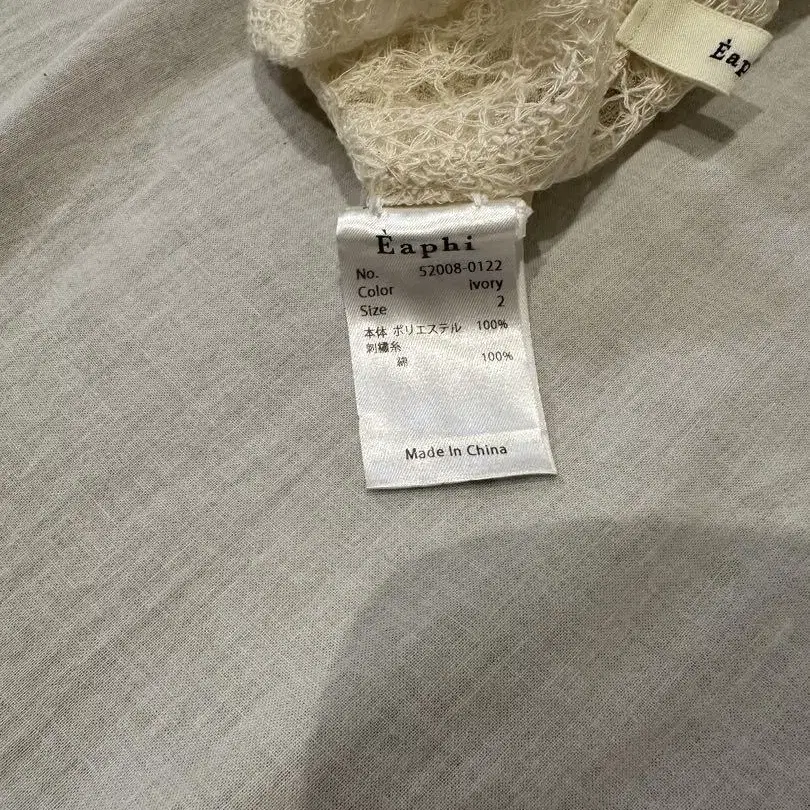 Èap
Èaphi
No. 52008-0122
Color Ivory
Size 2
本体 ポリエステル 100%
刺繍糸
綿 100%
Made In China